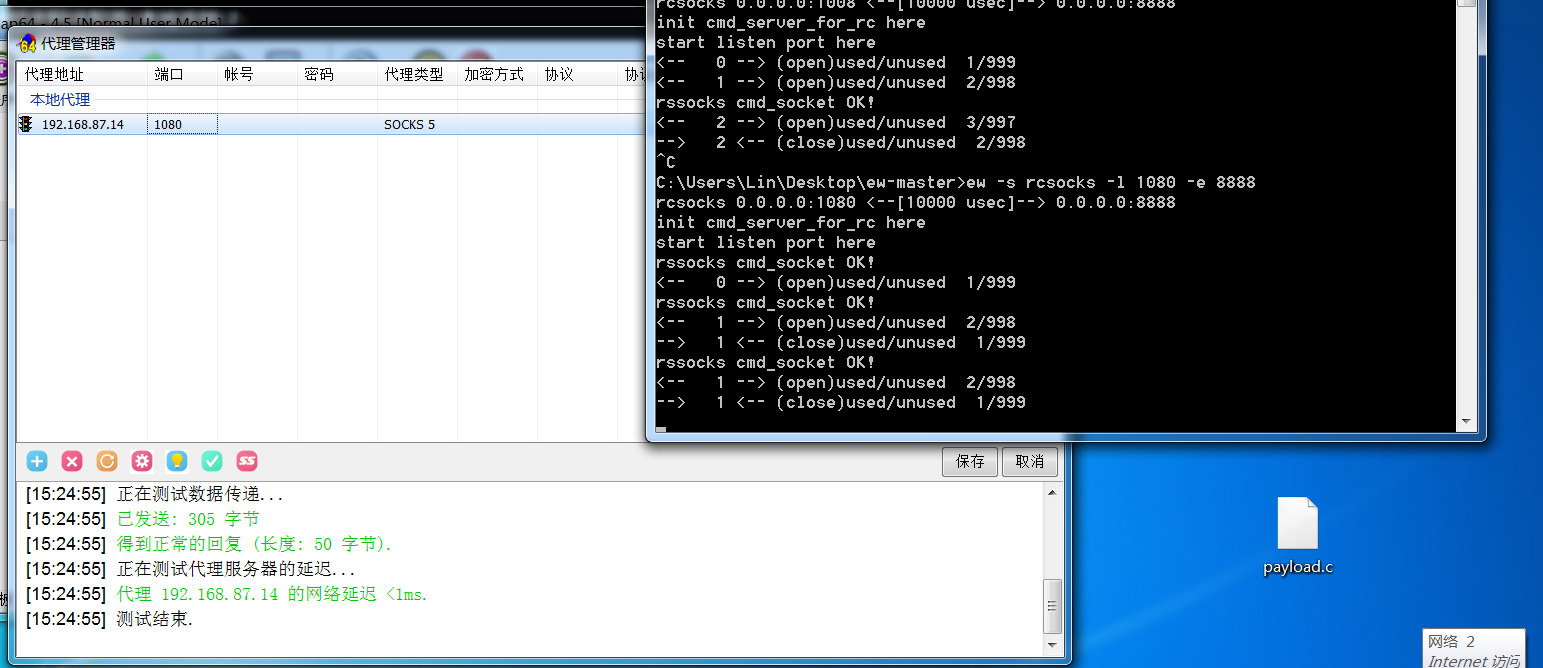 an64 - 4.5 [Normal User Mode]
代理管理器
代理地址 端口 帐号 密码 代理类型 加密方式 协议
本地代理
192.168.87.14 1080 SOCKS 5
保存 取消
[15:24:55] 正在测试数据传递...
[15:24:55] 已发送: 305 字节
[15:24:55] 得到正常的回复 (长度: 50 字节).
[15:24:55] 正在测试代理服务器的延迟...
[15:24:55] 代理 192.168.87.14 的网络延迟 <1ms.
[15:24:55] 测试结束.
rcsocks 0.0.0.0:1008 <--[10000 usec]--> 0.0.0.0:8888
init cmd_server_for_rc here
start listen port here
<-- 0 --> (open)used/unused 1/999
<-- 1 --> (open)used/unused 2/998
rssocks cmd_socket OK!
<-- 2 --> (open)used/unused 3/997
--> 2 <-- (close)used/unused 2/998
^C
C:\Users\Lin\Desktop\ew-master>ew -s rcsocks -l 1080 -e 8888
rcsocks 0.0.0.0:1080 <--[10000 usec]--> 0.0.0.0:8888
init cmd_server_for_rc here
start listen port here
rssocks cmd_socket OK!
<-- 0 --> (open)used/unused 1/999
rssocks cmd_socket OK!
<-- 1 --> (open)used/unused 2/998
--> 1 <-- (close)used/unused 1/999
rssocks cmd_socket OK!
<-- 1 --> (open)used/unused 2/998
--> 1 <-- (close)used/unused 1/999
payload.c
网络 2
Internet 访问